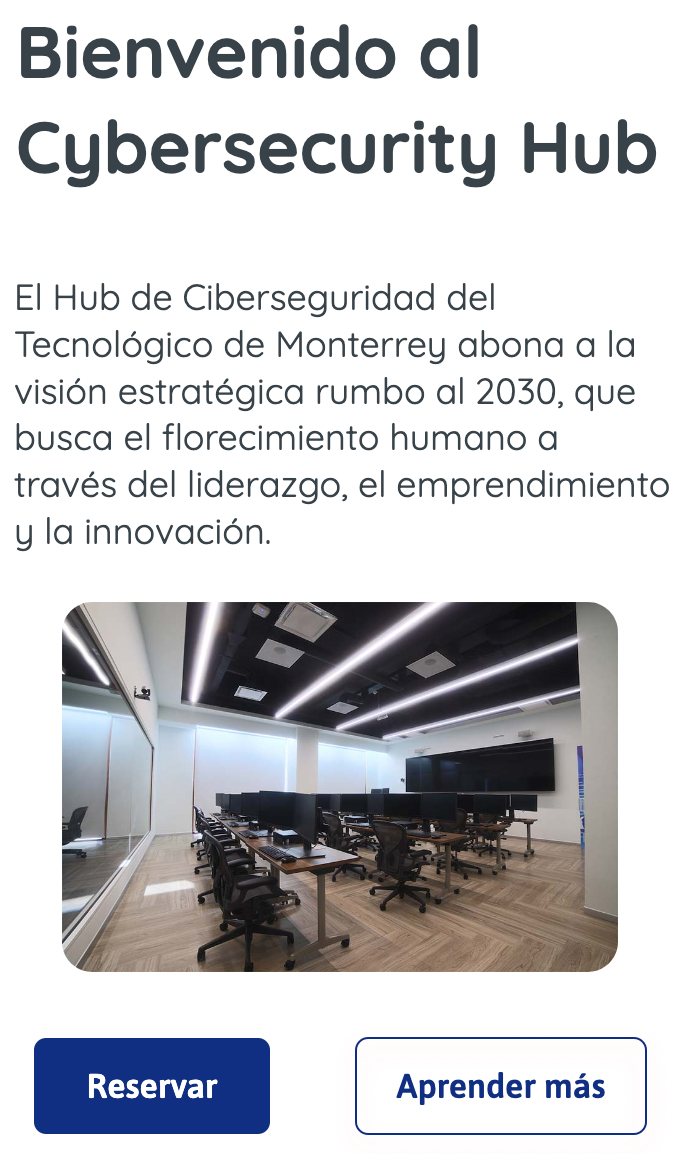 Bienvenido al
Cybersecurity Hub
El Hub de Ciberseguridad del
Tecnológico de Monterrey abona a la
visión estratégica rumbo al 2030, que
busca el florecimiento humano a
través del liderazgo, el emprendimiento
y la innovación.
Reservar
Aprender más